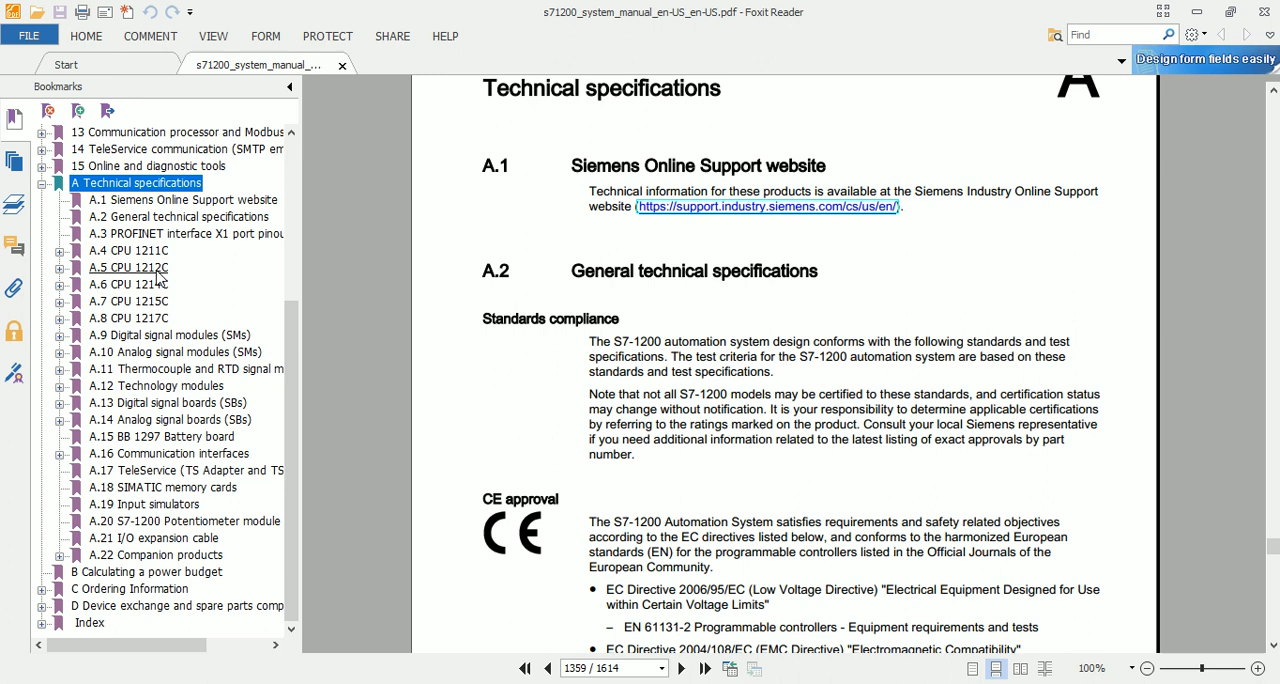 s71200_system_manual_en-US_en-US.pdf - Foxit Reader
FILE HOME COMMENT VIEW FORM PROTECT SHARE HELP
Find
Start s71200_system_manual_...
Design form fields easily
Bookmarks
13 Communication processor and Modbus
14 TeleService communication (SMTP em
15 Online and diagnostic tools
A Technical specifications
A.1 Siemens Online Support website
A.2 General technical specifications
A.3 PROFINET interface X1 port pinou
A.4 CPU 1211C
A.5 CPU 1212C
A.6 CPU 1214C
A.7 CPU 1215C
A.8 CPU 1217C
A.9 Digital signal modules (SMs)
A.10 Analog signal modules (SMs)
A.11 Thermocouple and RTD signal m
A.12 Technology modules
A.13 Digital signal boards (SBs)
A.14 Analog signal boards (SBs)
A.15 BB 1297 Battery board
A.16 Communication interfaces
A.17 TeleService (TS Adapter and TS
A.18 SIMATIC memory cards
A.19 Input simulators
A.20 S7-1200 Potentiometer module
A.21 I/O expansion cable
A.22 Companion products
B Calculating a power budget
C Ordering Information
D Device exchange and spare parts comp
Index
Technical specifications A
A.1 Siemens Online Support website
Technical information for these products is available at the Siemens Industry Online Support
website (https://support.industry.siemens.com/cs/us/en/).
A.2 General technical specifications
Standards compliance
The S7-1200 automation system design conforms with the following standards and test
specifications. The test criteria for the S7-1200 automation system are based on these
standards and test specifications.
Note that not all S7-1200 models may be certified to these standards, and certification status
may change without notification. It is your responsibility to determine applicable certifications
by referring to the ratings marked on the product. Consult your local Siemens representative
if you need additional information related to the latest listing of exact approvals by part
number.
CE approval
CE
The S7-1200 Automation System satisfies requirements and safety related objectives
according to the EC directives listed below, and conforms to the harmonized European
standards (EN) for the programmable controllers listed in the Official Journals of the
European Community.
● EC Directive 2006/95/EC (Low Voltage Directive) "Electrical Equipment Designed for Use
within Certain Voltage Limits"
– EN 61131-2 Programmable controllers - Equipment requirements and tests
● EC Directive 2004/108/EC (EMC Directive) "Electromagnetic Compatibility"
1359 / 1614
100%